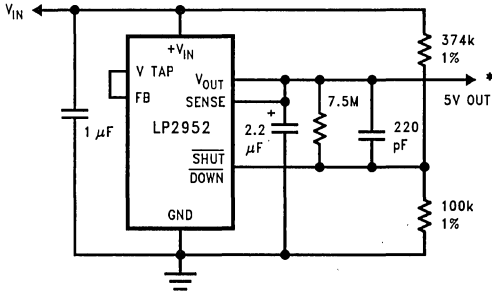 VIN
+VIN
V TAP
FB
VOUT
SENSE
LP2952
SHUT
DOWN
GND
1 μF
+
2.2
μF
7.5M
220
pF
374k
1%
*
5V OUT
100k
1%